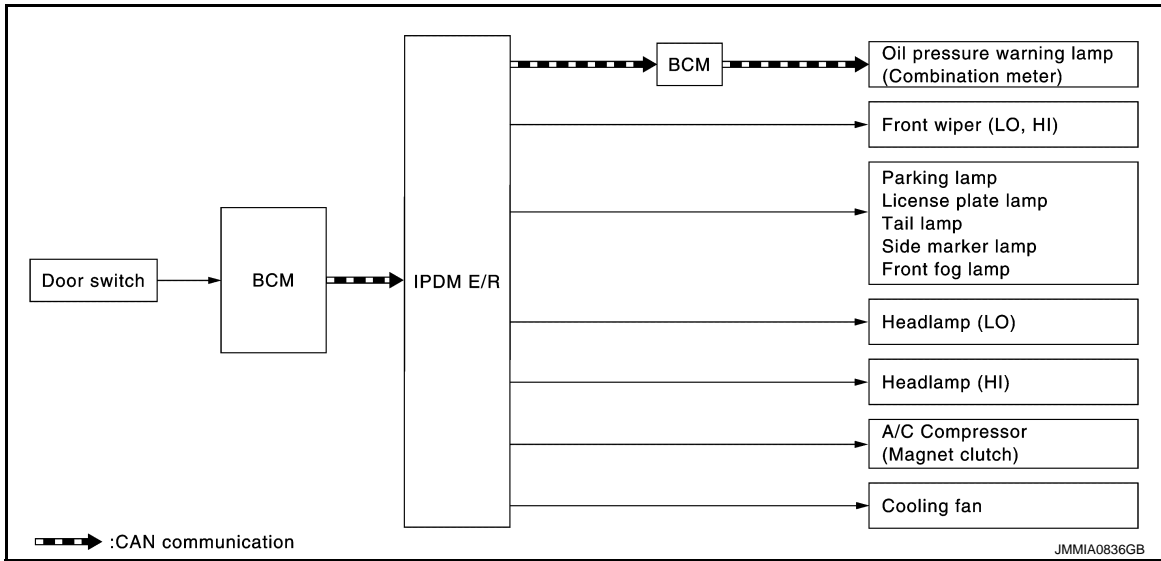 Door switch
BCM
IPDM E/R
BCM
Oil pressure warning lamp
(Combination meter)
Front wiper (LO, HI)
Parking lamp
License plate lamp
Tail lamp
Side marker lamp
Front fog lamp
Headlamp (LO)
Headlamp (HI)
A/C Compressor
(Magnet clutch)
Cooling fan
:CAN communication
JMMIA0836GB